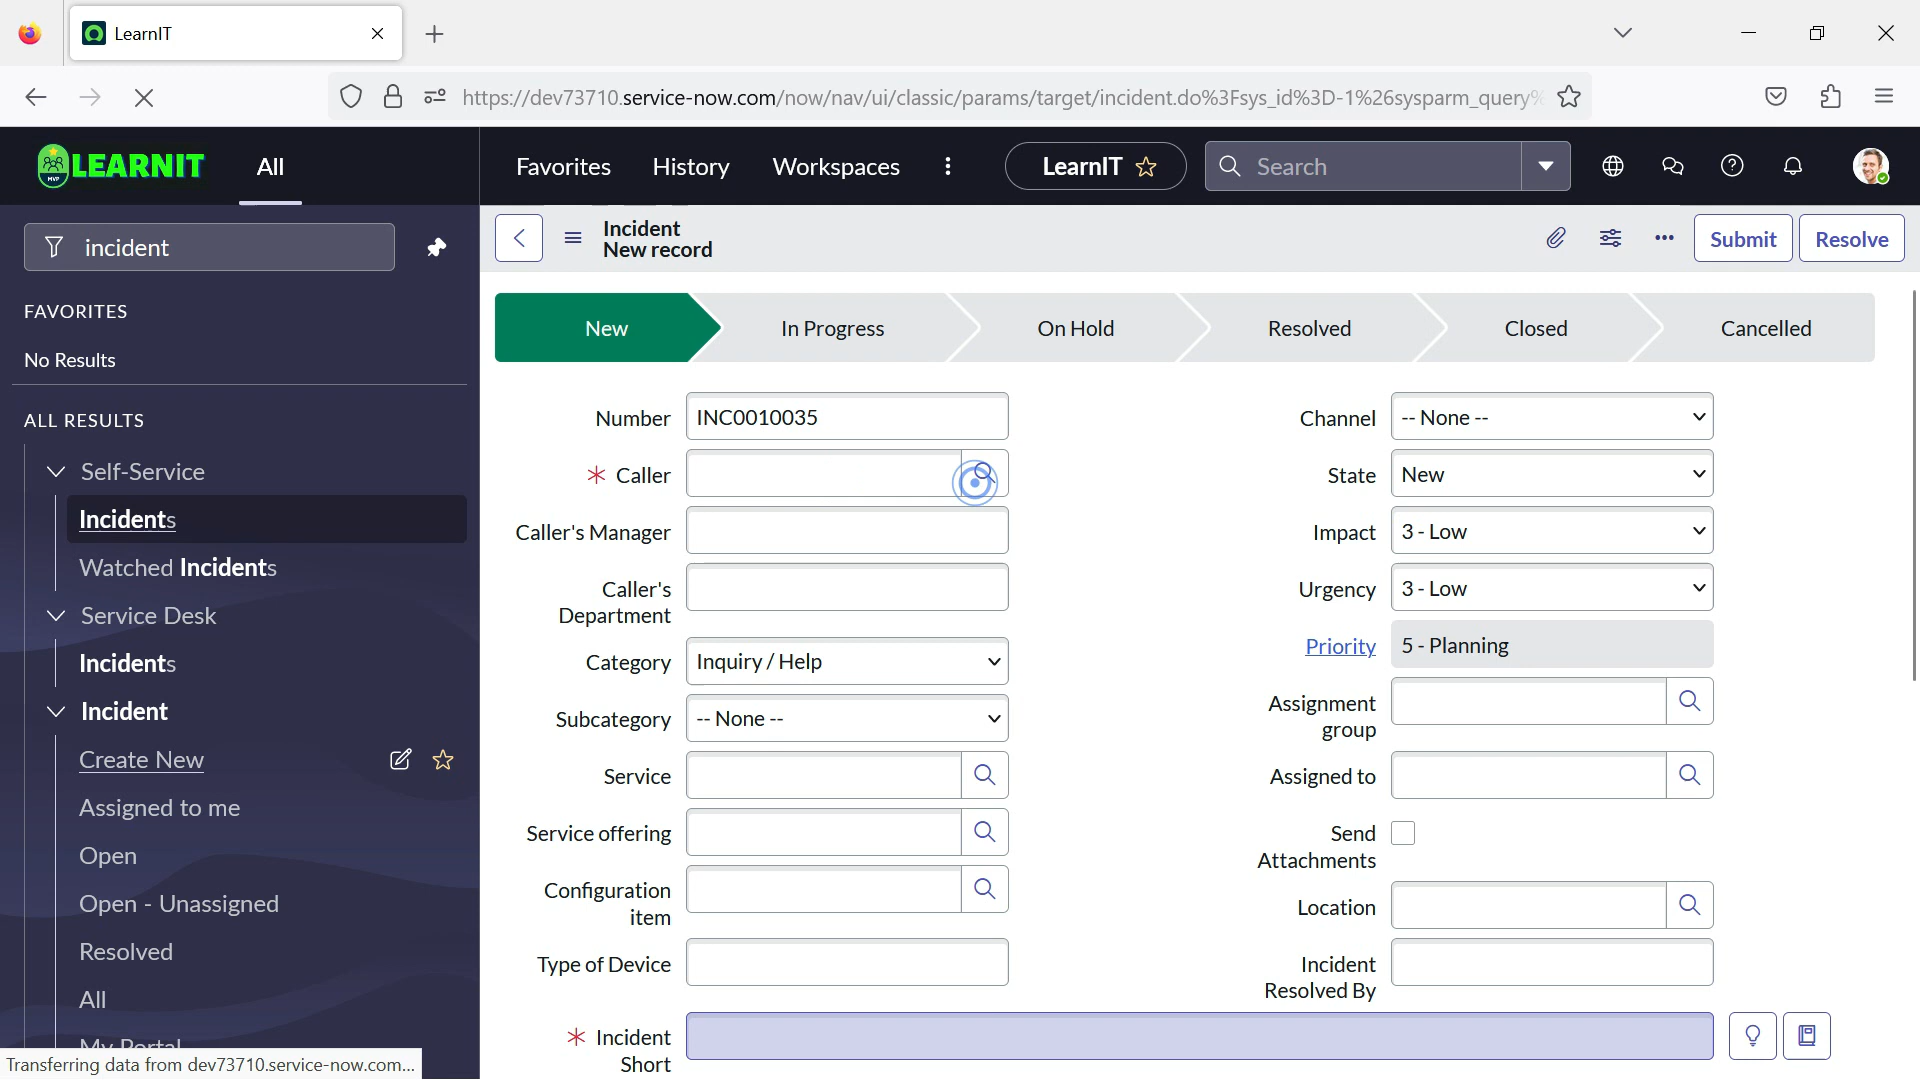 LearnIT
https://dev73710.service-now.com/now/nav/ui/classic/params/target/incident.do%3Fsys_id%3D-1%26sysparm_query%
MVP
LEARNIT
All
Favorites
History
Workspaces
LearnIT
Search
incident
Incident
New record
Submit
Resolve
FAVORITES
No Results
ALL RESULTS
Self-Service
Incidents
Watched Incidents
Service Desk
Incidents
Incident
Create New
Assigned to me
Open
Open - Unassigned
Resolved
All
My Portal
Transferring data from dev73710.service-now.com...
New
In Progress
On Hold
Resolved
Closed
Cancelled
Number
INC0010035
* Caller
Caller's Manager
Caller's
Department
Category
Inquiry / Help
Subcategory
-- None --
Service
Service offering
Configuration
item
Type of Device
* Incident
Short
Channel
-- None --
State
New
Impact
3 - Low
Urgency
3 - Low
Priority
5 - Planning
Assignment
group
Assigned to
Send
Attachments
Location
Incident
Resolved By